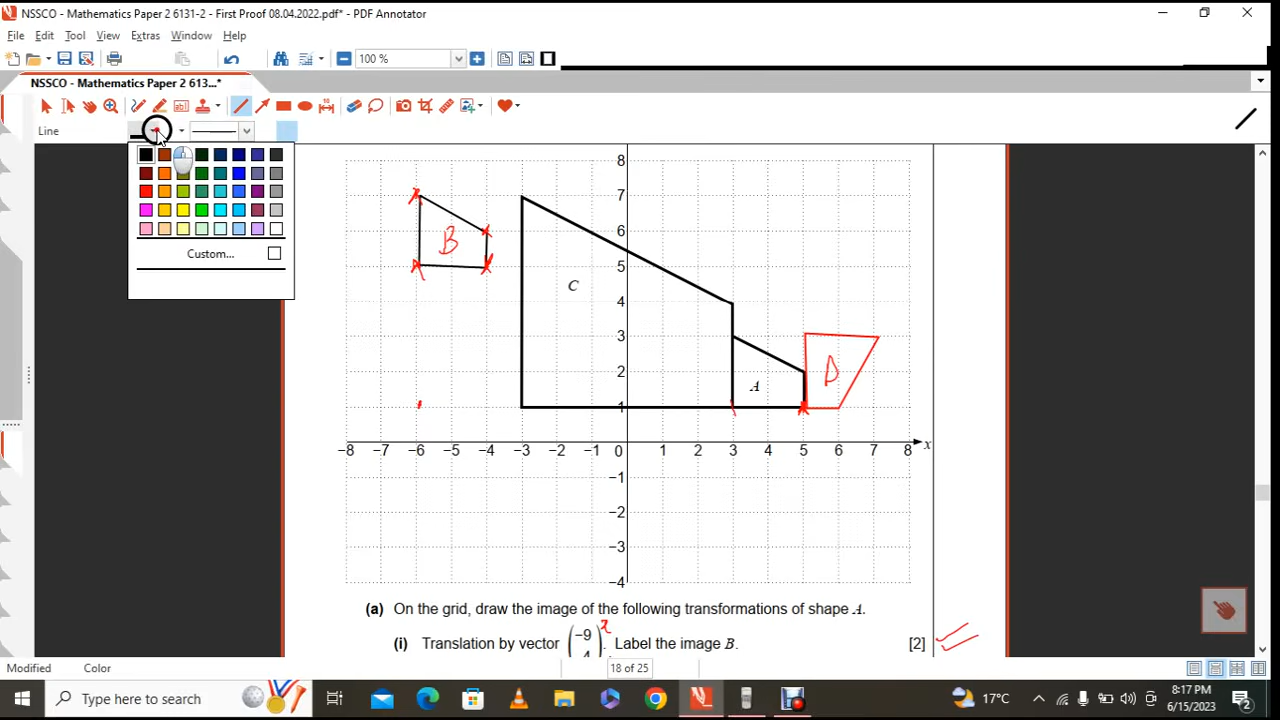 NSSCO - Mathematics Paper 2 6131-2 - First Proof 08.04.2022.pdf* - PDF Annotator
File Edit Tool View Extras Window Help
100 %
NSSCO - Mathematics Paper 2 613...*
Line
Custom...
8
7
6
5
4
3
2
1
B
C
A
D
-8 -7 -6 -5 -4 -3 -2 -1 0 1 2 3 4 5 6 7 8 x
-1
-2
-3
-4
(a) On the grid, draw the image of the following transformations of shape A.
(i) Translation by vector (-9 4). Label the image B. [2]
x
Modified Color 18 of 25
Type here to search 17°C 8:17 PM
6/15/2023
2